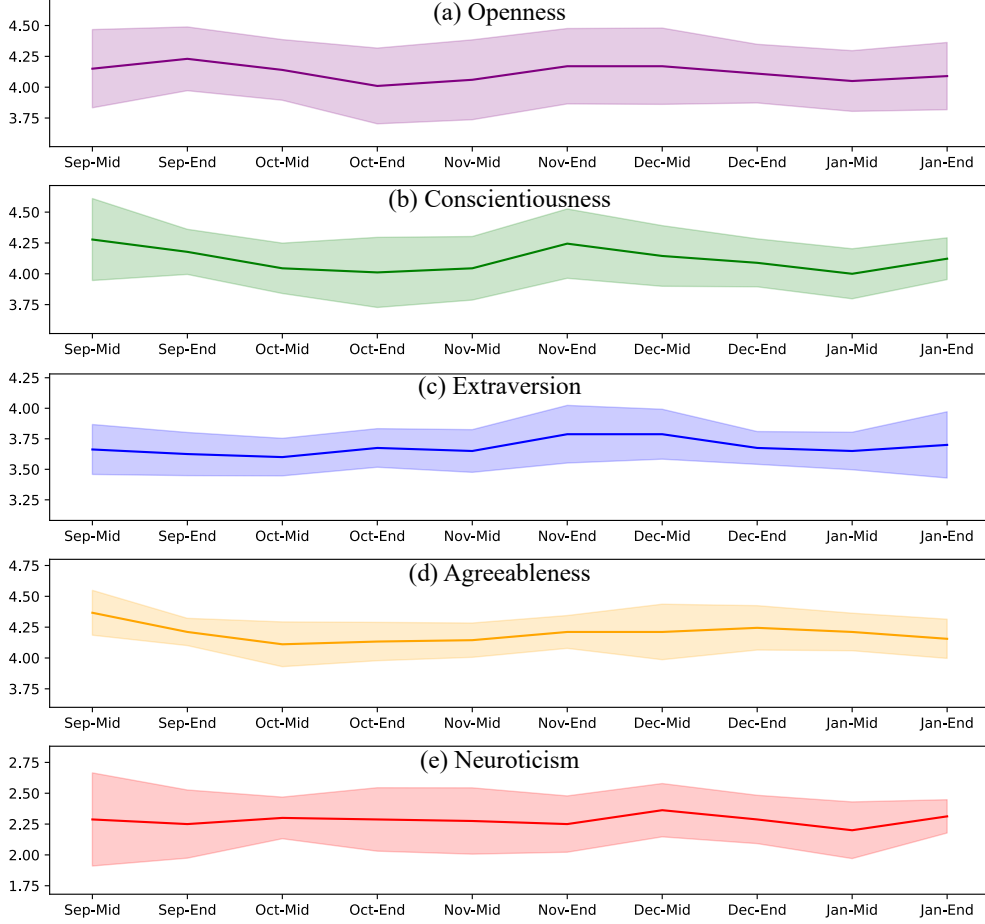 (a) Openness
4.50
4.25
4.00
3.75
Sep-Mid Sep-End Oct-Mid Oct-End Nov-Mid Nov-End Dec-Mid Dec-End Jan-Mid Jan-End
(b) Conscientiousness
4.50
4.25
4.00
3.75
Sep-Mid Sep-End Oct-Mid Oct-End Nov-Mid Nov-End Dec-Mid Dec-End Jan-Mid Jan-End
(c) Extraversion
4.25
4.00
3.75
3.50
3.25
Sep-Mid Sep-End Oct-Mid Oct-End Nov-Mid Nov-End Dec-Mid Dec-End Jan-Mid Jan-End
(d) Agreeableness
4.75
4.50
4.25
4.00
3.75
Sep-Mid Sep-End Oct-Mid Oct-End Nov-Mid Nov-End Dec-Mid Dec-End Jan-Mid Jan-End
(e) Neuroticism
2.75
2.50
2.25
2.00
1.75
Sep-Mid Sep-End Oct-Mid Oct-End Nov-Mid Nov-End Dec-Mid Dec-End Jan-Mid Jan-End